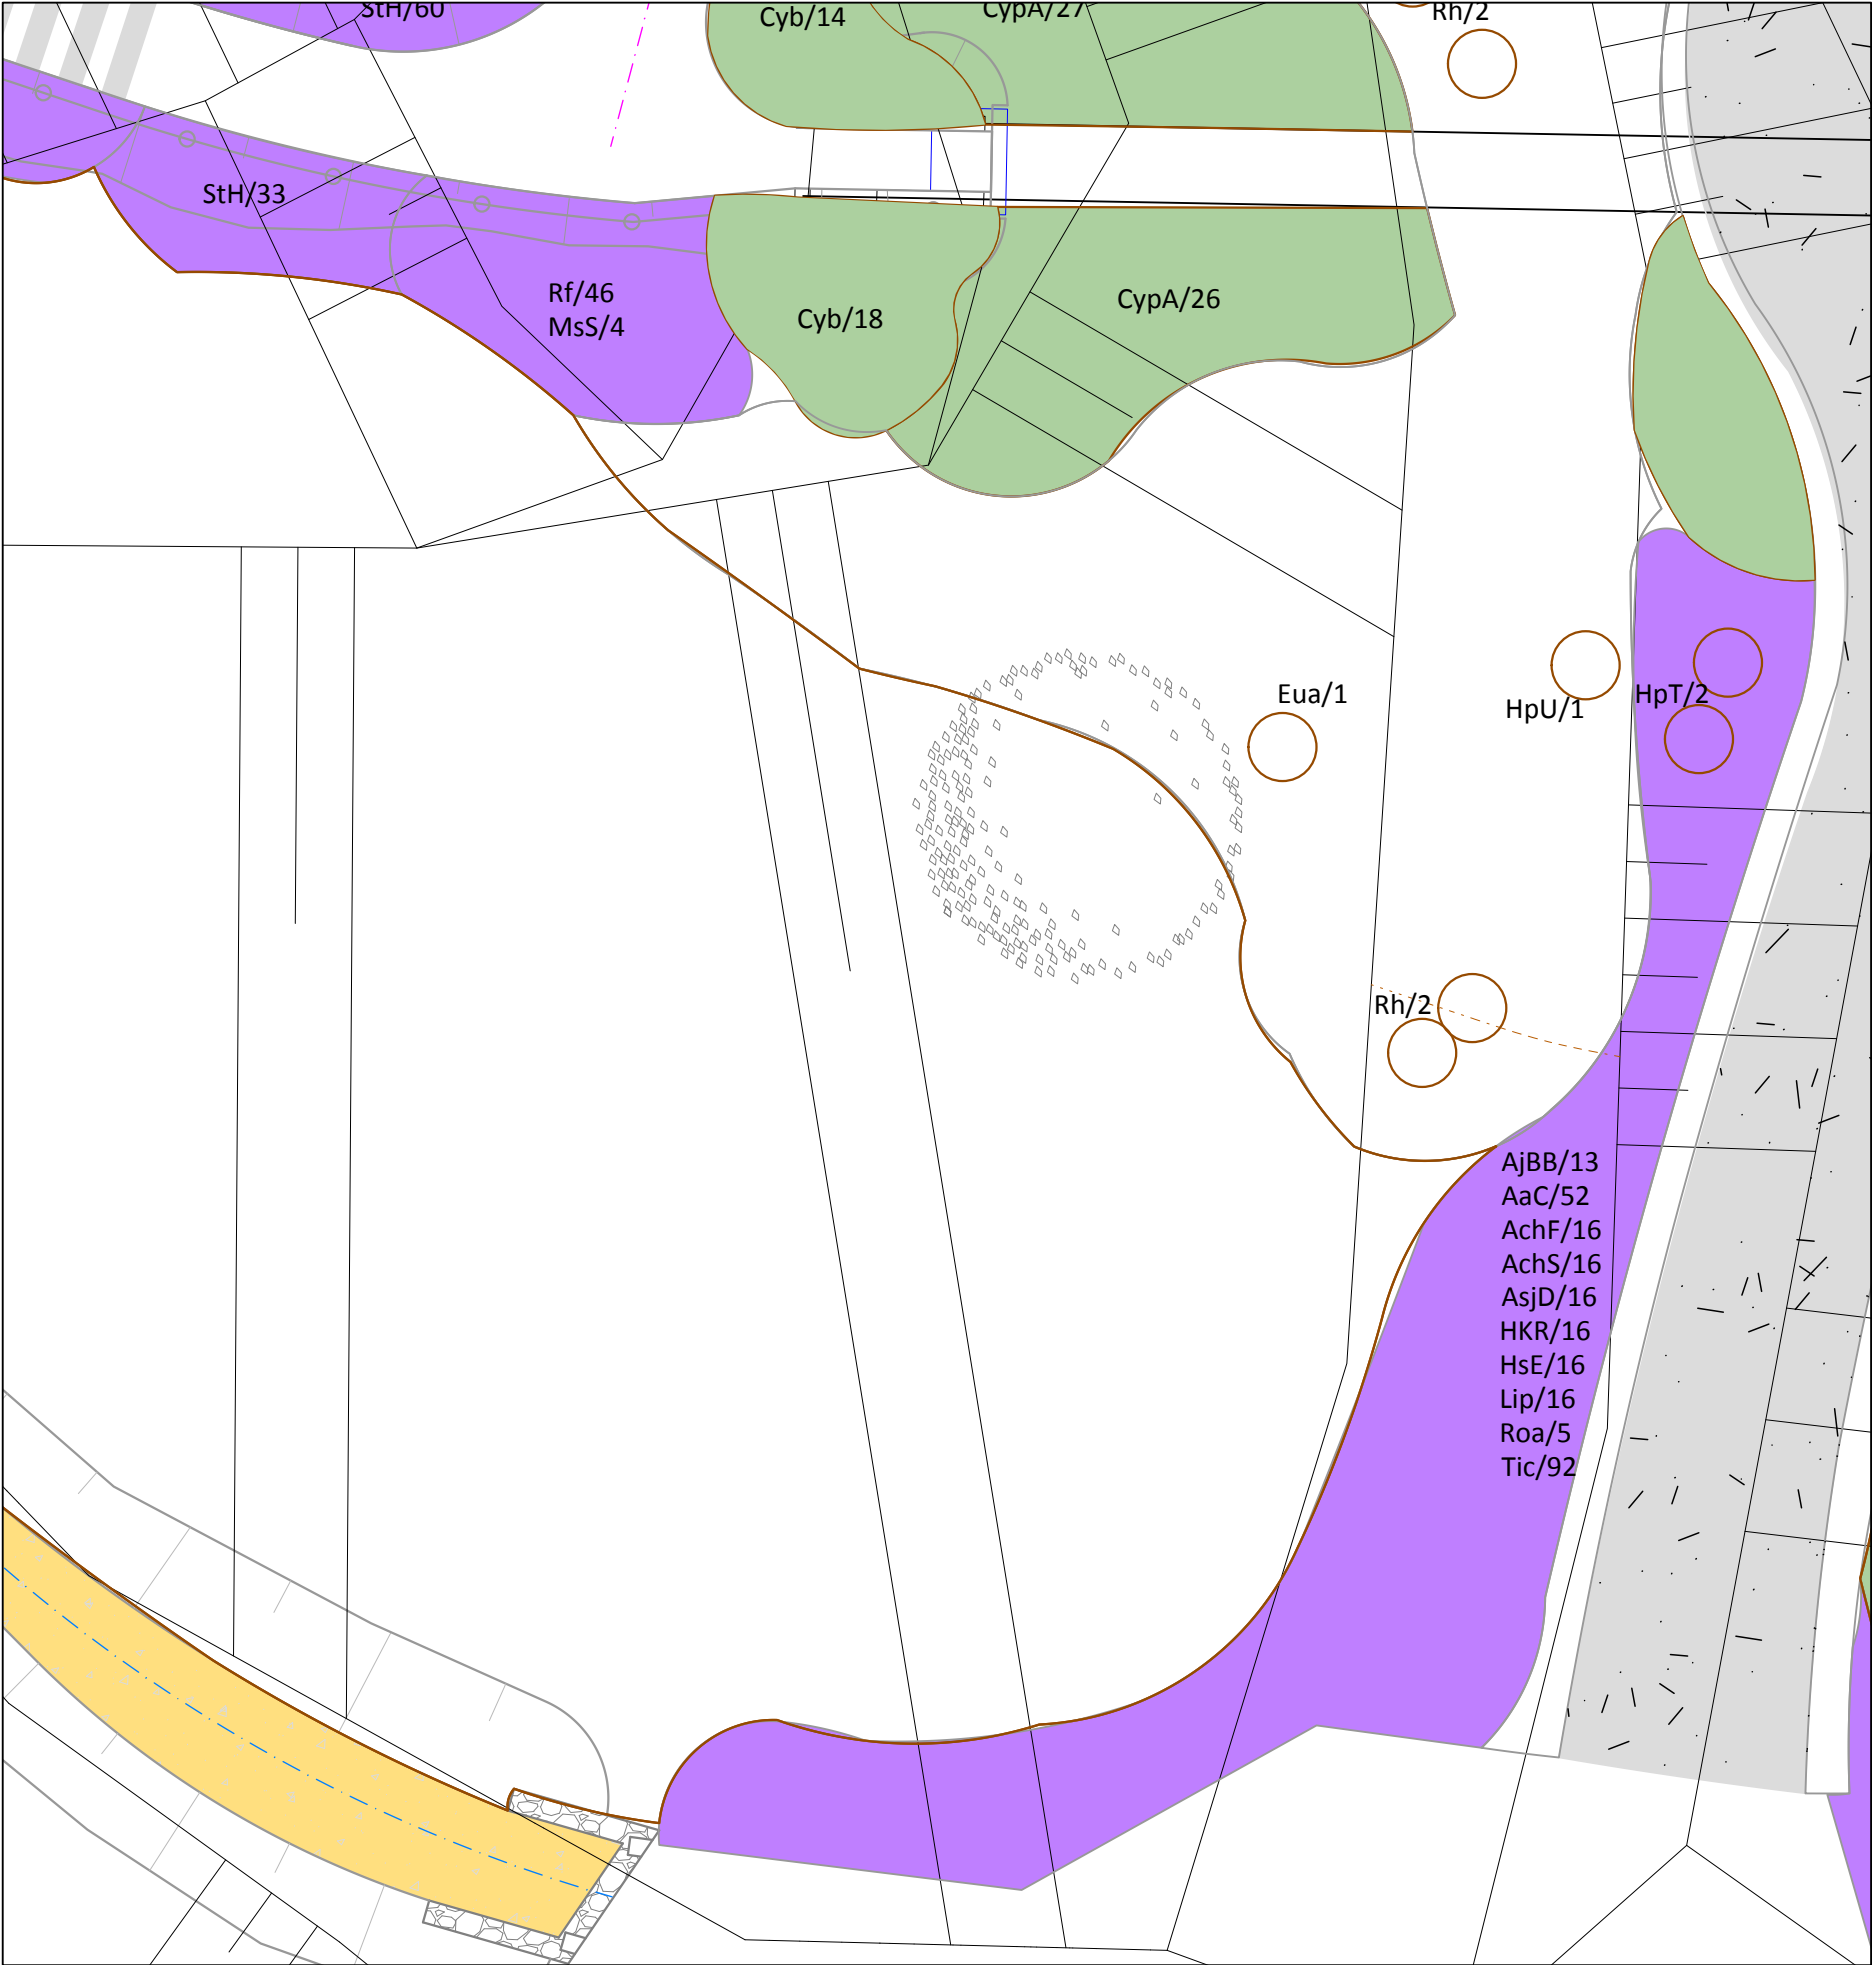 StH/60
Cyb/14
CypA/27
Rh/2
StH/33
Rf/46
MsS/4
Cyb/18
CypA/26
Eua/1
HpU/1
HpT/2
Rh/2
AjBB/13
AaC/52
AchF/16
AchS/16
AsjD/16
HKR/16
HsE/16
Lip/16
Roa/5
Tic/92